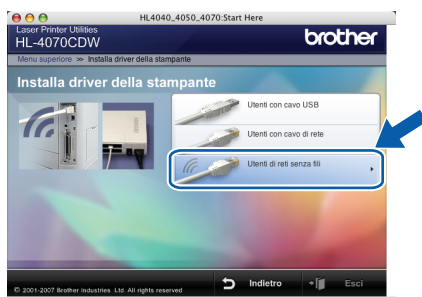 HL4040_4050_4070:Start Here
Laser Printer Utilities
HL-4070CDW
brother
Menu superiore >> Installa driver della stampante
Installa driver della stampante
Utenti con cavo USB
Utenti con cavo di rete
Utenti di reti senza fili
© 2001-2007 Brother Industries Ltd. All rights reserved
Indietro
Esci